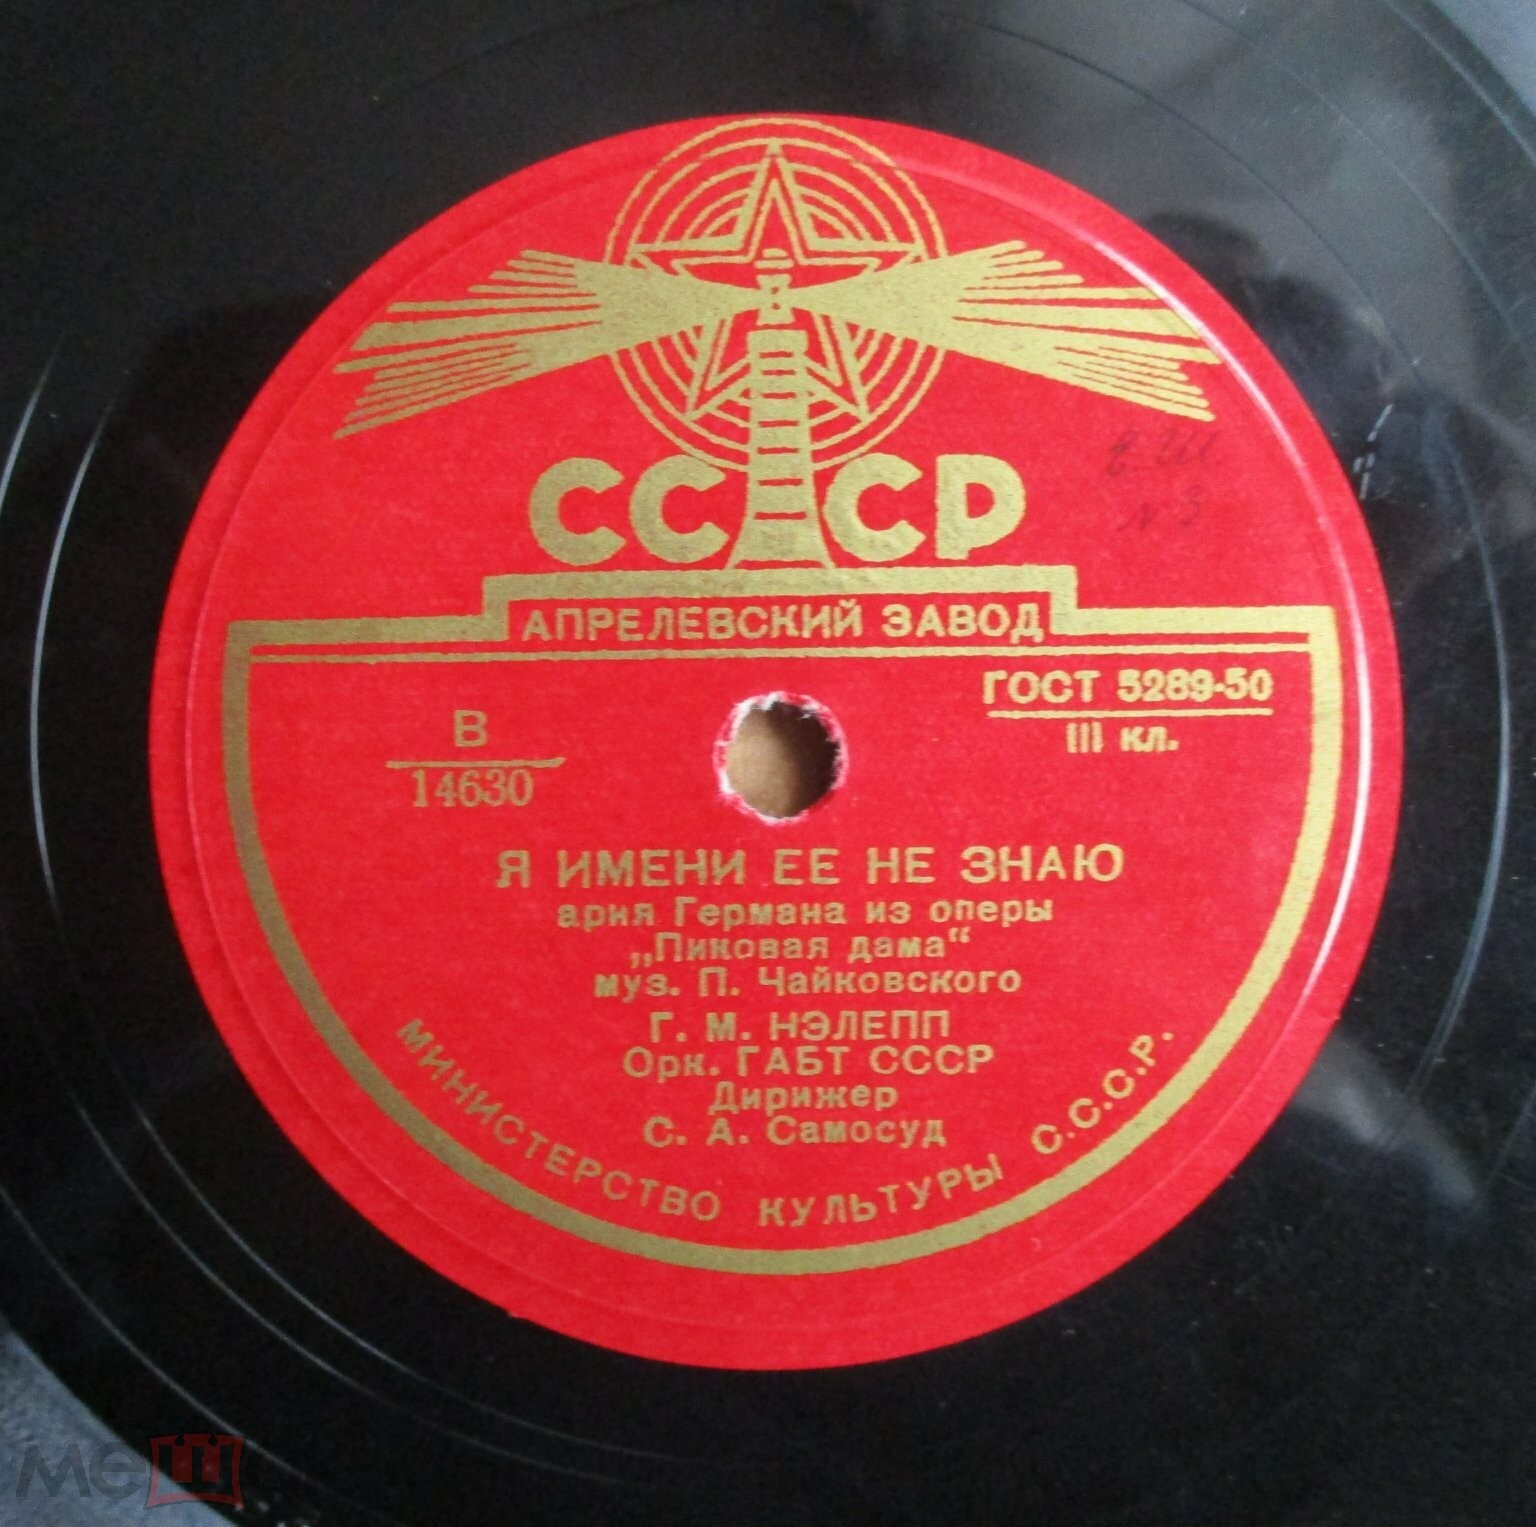 СССР
АПРЕЛЕВСКИЙ ЗАВОД
ГОСТ 5289-50
III кл.
В
14630
Я ИМЕНИ ЕЕ НЕ ЗНАЮ
ария Германа из оперы
„Пиковая дама“
муз. П. Чайковского
Г. М. НЭЛЕПП
Орк. ГАБТ СССР
Дирижер
С. А. Самосуд
МИНИСТЕРСТВО КУЛЬТУРЫ С.С.С.Р.